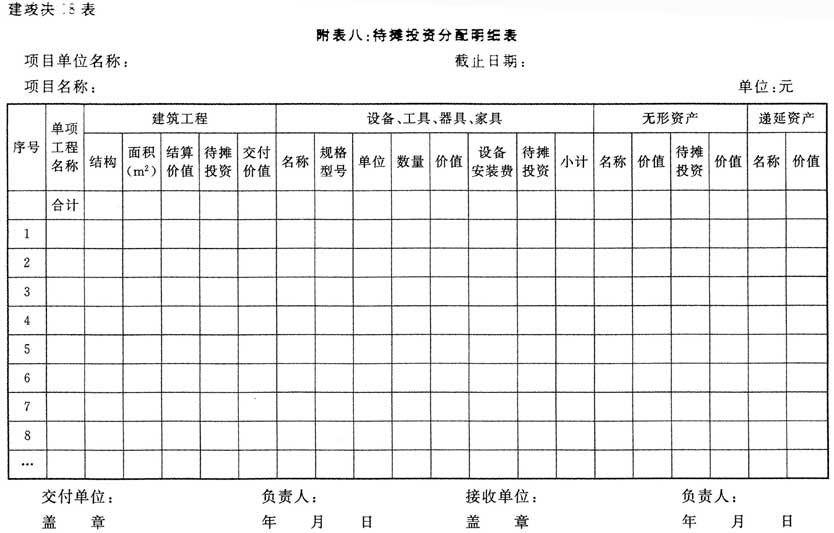 建竣决 18 表
附表八:待摊投资分配明细表
项目单位名称: 截止日期:
项目名称: 单位:元
序号 单项工程名称 建筑工程 设备、工具、器具、家具 无形资产 递延资产
结构 面积(m²) 结算价值 待摊投资 交付价值 名称 规格型号 单位 数量 价值 设备安装费 待摊投资 小计 名称 价值 待摊投资 价值 名称 价值
合计
1
2
3
4
5
6
7
8
…
交付单位: 负责人: 接收单位: 负责人:
盖 章 年 月 日 盖 章 年 月 日